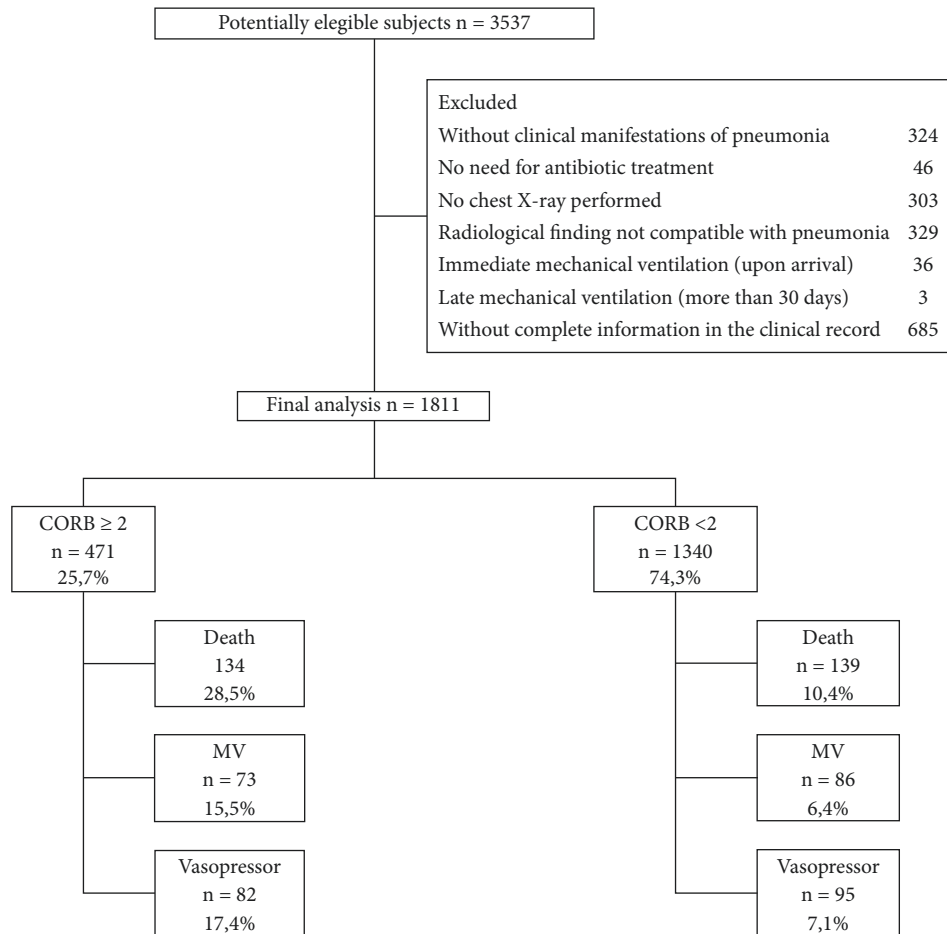 Potentially elegible subjects n = 3537
Excluded
Without clinical manifestations of pneumonia 324
No need for antibiotic treatment 46
No chest X-ray performed 303
Radiological finding not compatible with pneumonia 329
Immediate mechanical ventilation (upon arrival) 36
Late mechanical ventilation (more than 30 days) 3
Without complete information in the clinical record 685
Final analysis n = 1811
CORB ≥ 2
n = 471
25,7%
CORB <2
n = 1340
74,3%
Death
134
28,5%
MV
n = 73
15,5%
Vasopressor
n = 82
17,4%
Death
n = 139
10,4%
MV
n = 86
6,4%
Vasopressor
n = 95
7,1%